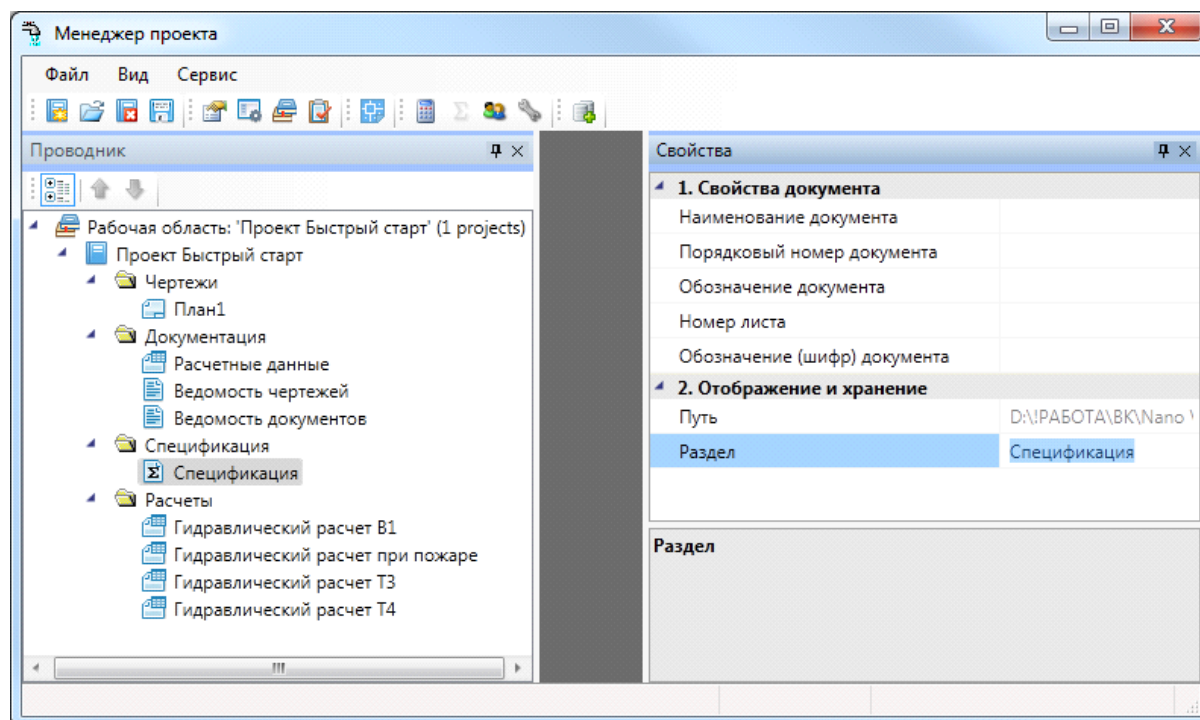 Менеджер проекта
Файл Вид Сервис
Проводник
Рабочая область: 'Проект Быстрый старт' (1 projects)
Проект Быстрый старт
Чертежи
План1
Документация
Расчетные данные
Ведомость чертежей
Ведомость документов
Спецификация
Спецификация
Расчеты
Гидравлический расчет В1
Гидравлический расчет при пожаре
Гидравлический расчет Т3
Гидравлический расчет Т4
Свойства
1. Свойства документа
Наименование документа
Порядковый номер документа
Обозначение документа
Номер листа
Обозначение (шифр) документа
2. Отображение и хранение
Путь D:\!РАБОТА\ВК\Nano
Раздел Спецификация
Раздел